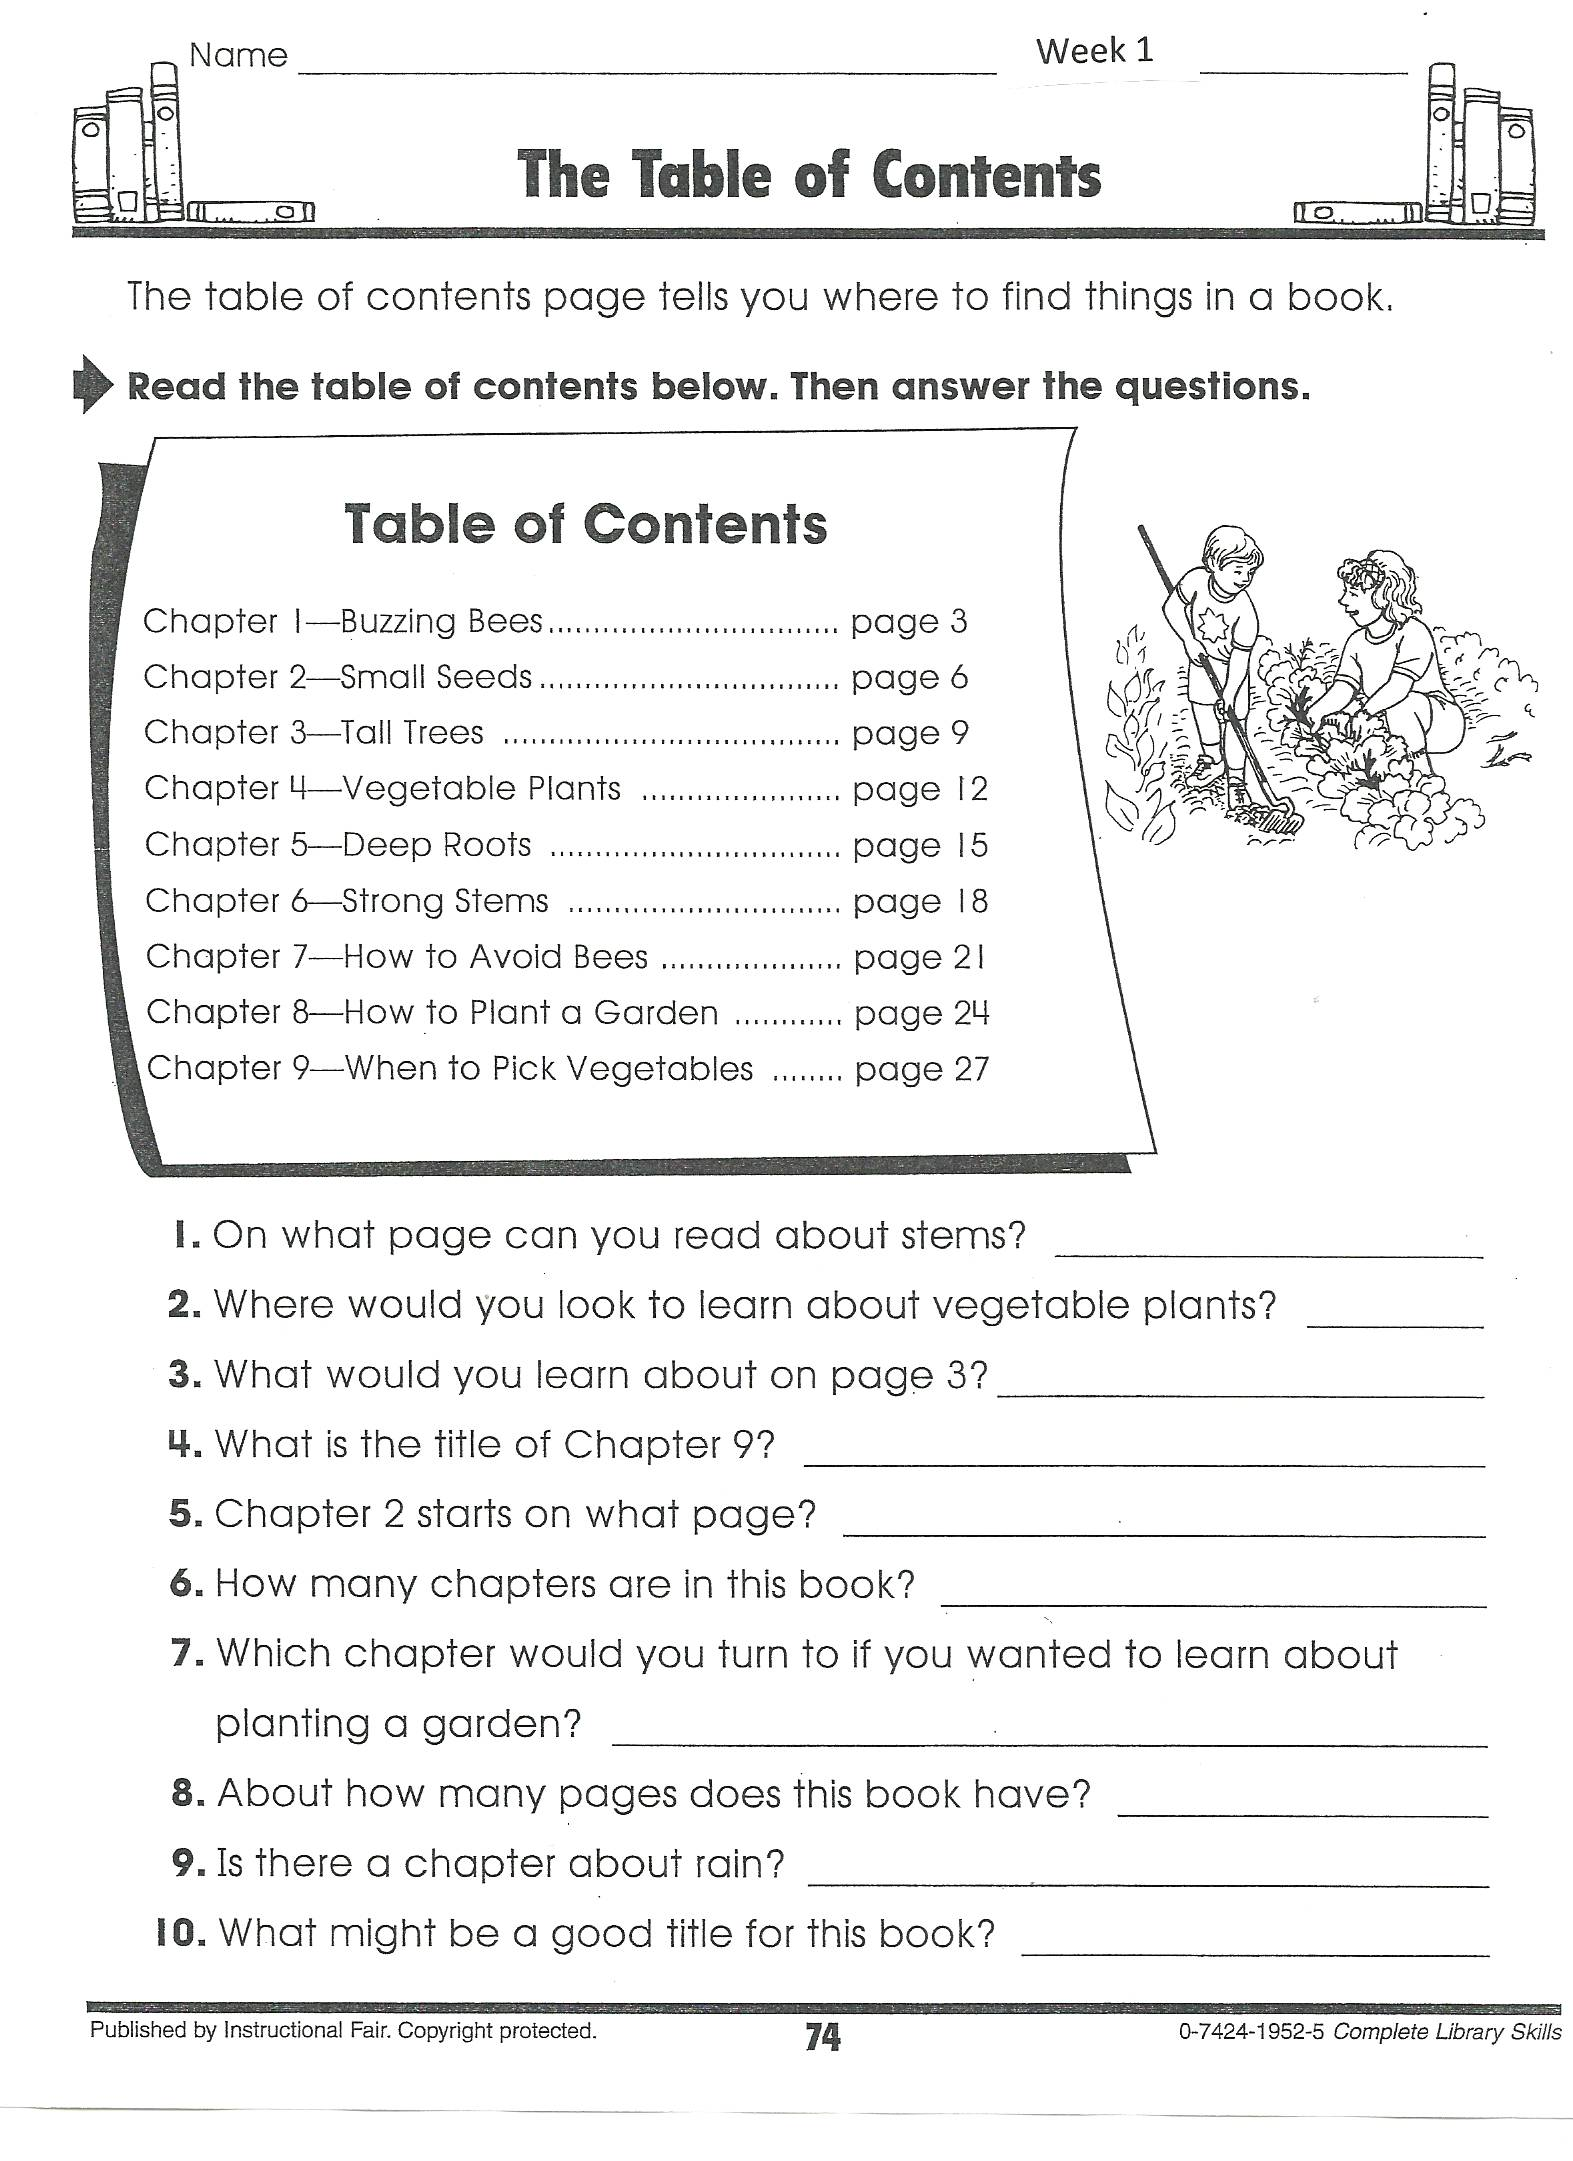 Name Week 1
The Table of Contents
The table of contents page tells you where to find things in a book.
Read the table of contents below. Then answer the questions.
Table of Contents
Chapter 1—Buzzing Bees................................ page 3
Chapter 2—Small Seeds................................. page 6
Chapter 3—Tall Trees ..................................... page 9
Chapter 4—Vegetable Plants ...................... page 12
Chapter 5—Deep Roots ................................ page 15
Chapter 6—Strong Stems .............................. page 18
Chapter 7—How to Avoid Bees .................... page 21
Chapter 8—How to Plant a Garden ............ page 24
Chapter 9—When to Pick Vegetables ........ page 27
1. On what page can you read about stems?
2. Where would you look to learn about vegetable plants?
3. What would you learn about on page 3?
4. What is the title of Chapter 9?
5. Chapter 2 starts on what page?
6. How many chapters are in this book?
7. Which chapter would you turn to if you wanted to learn about
planting a garden?
8. About how many pages does this book have?
9. Is there a chapter about rain?
10. What might be a good title for this book?
Published by Instructional Fair. Copyright protected. 74 0-7424-1952-5 Complete Library Skills